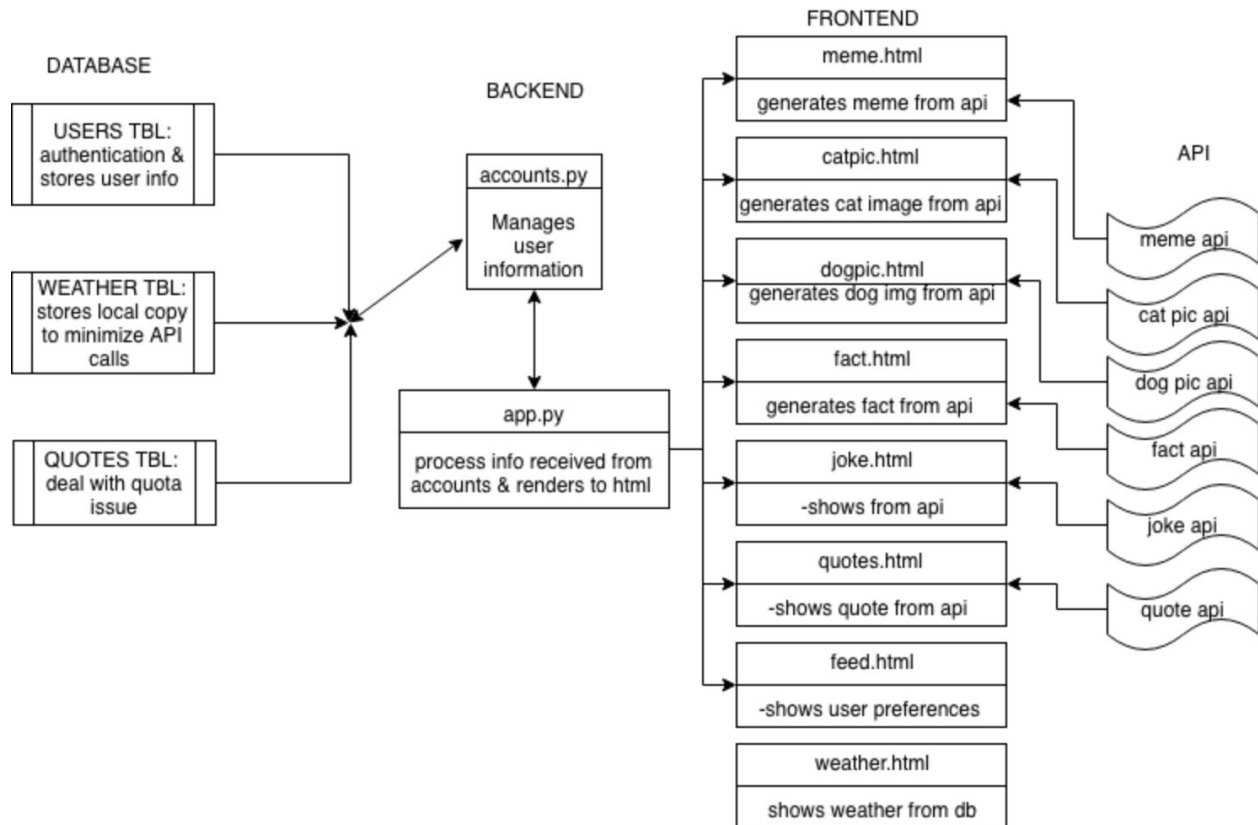 DATABASE
USERS TBL:
authentication &
stores user info
WEATHER TBL:
stores local copy
to minimize API
calls
QUOTES TBL:
deal with quota
issue
BACKEND
accounts.py
Manages
user
information
app.py
process info received from
accounts & renders to html
FRONTEND
meme.html
generates meme from api
catpic.html
generates cat image from api
dogpic.html
generates dog img from api
fact.html
generates fact from api
joke.html
-shows from api
quotes.html
-shows quote from api
feed.html
-shows user preferences
weather.html
shows weather from db
API
meme api
cat pic api
dog pic api
fact api
joke api
quote api